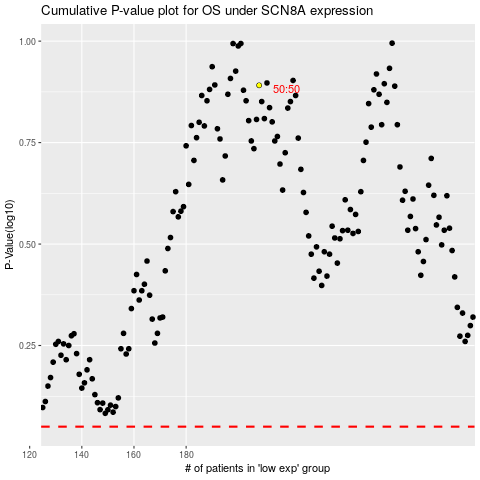 Cumulative P-value plot for OS under SCN8A expression
P-Value(log10)
1.00
0.75
0.50
0.25
50:50
120 140 160 180
# of patients in 'low exp' group